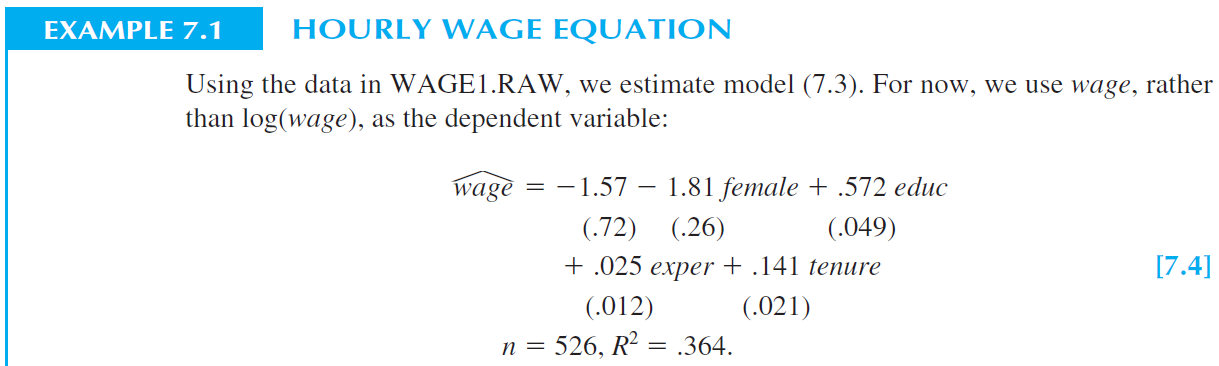 EXAMPLE 7.1 HOURLY WAGE EQUATION
Using the data in WAGE1.RAW, we estimate model (7.3). For now, we use wage, rather
than log(wage), as the dependent variable:
wage^ = −1.57 − 1.81 female + .572 educ
(.72) (.26) (.049)
+ .025 exper + .141 tenure [7.4]
(.012) (.021)
n = 526, R² = .364.